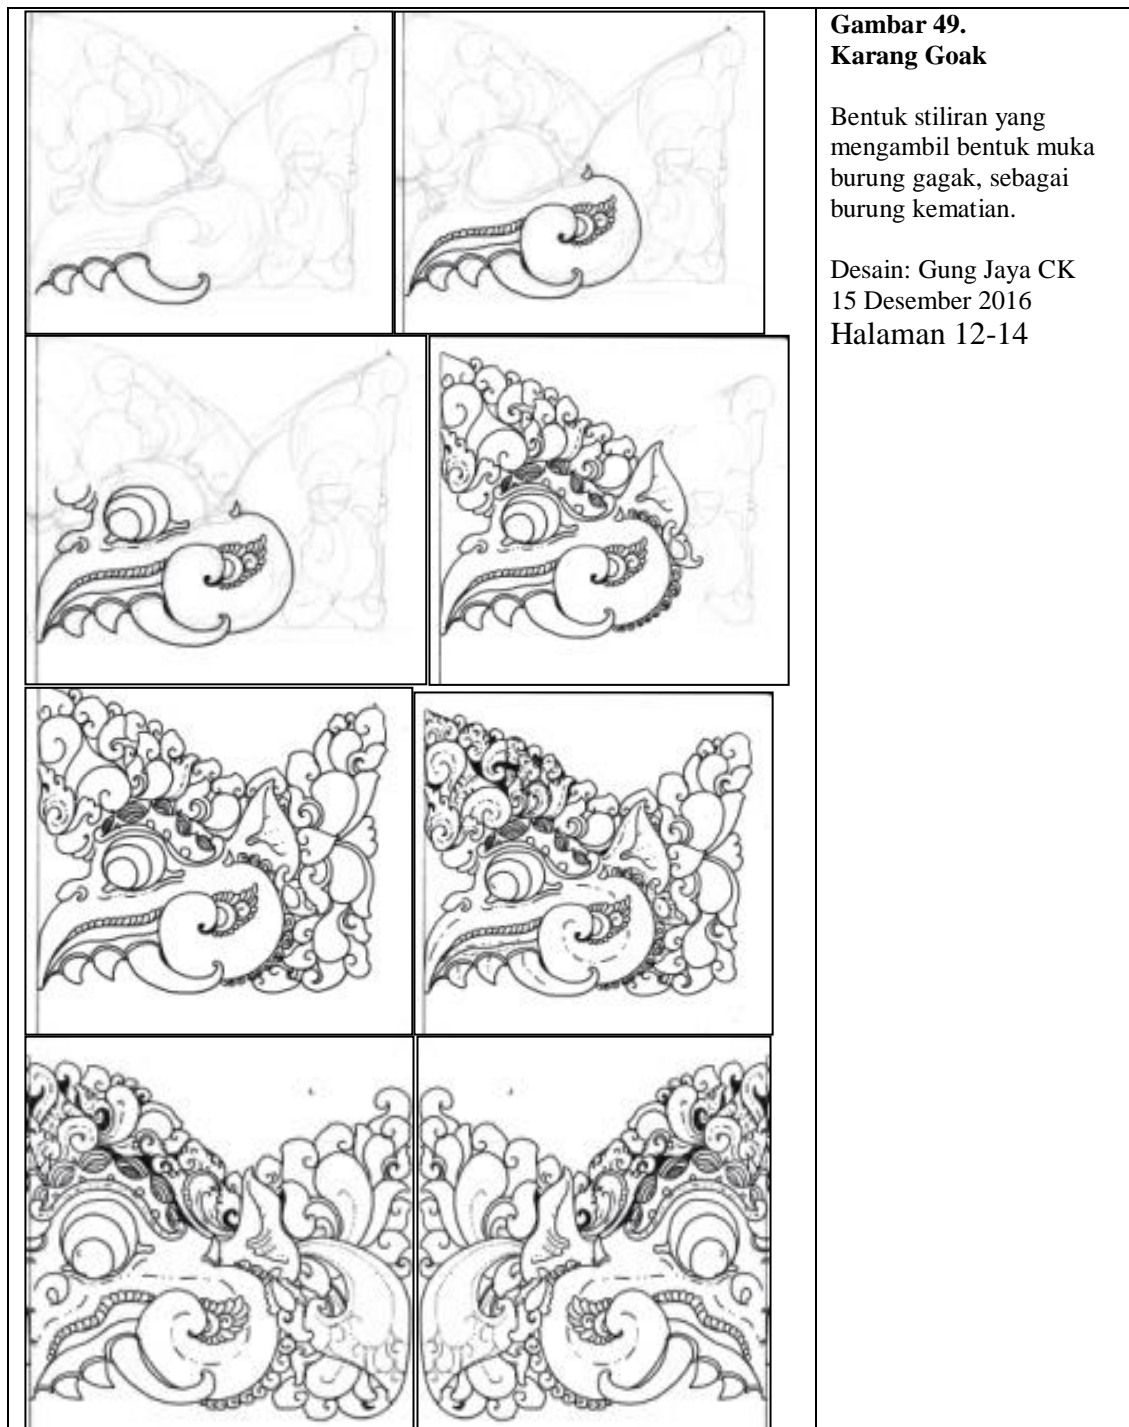 Gambar 49.
Karang Goak
Bentuk stiliran yang
mengambil bentuk muka
burung gagak, sebagai
burung kematian.
Desain: Gung Jaya CK
15 Desember 2016
Halaman 12-14